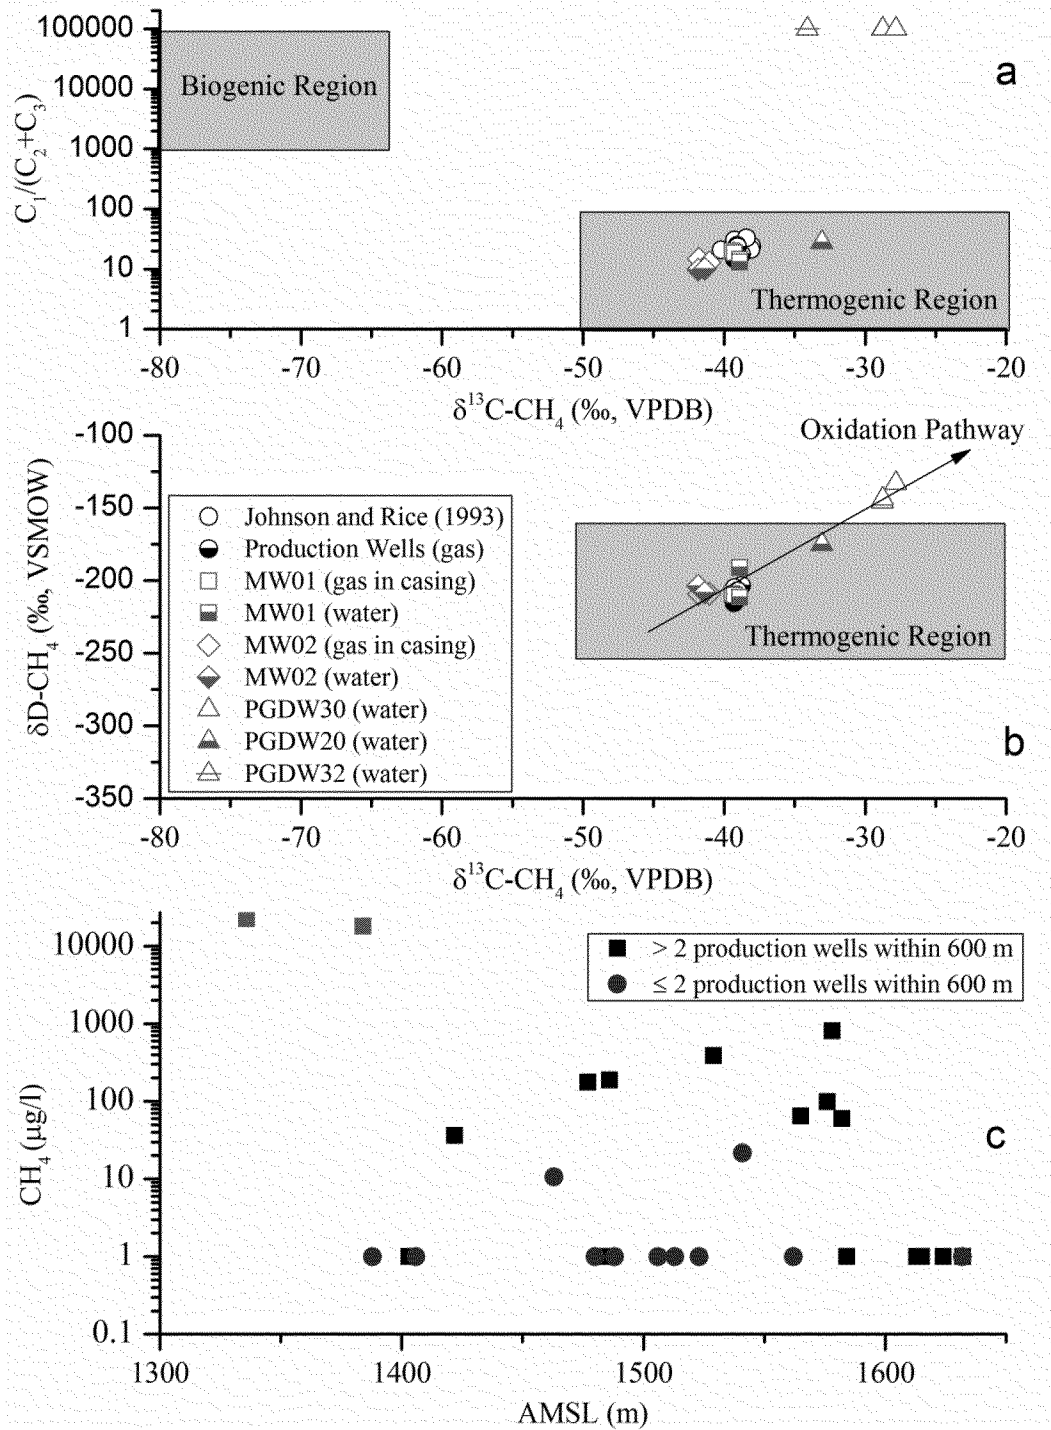 100000
10000
1000
100
10
1
C₁/(C₂+C₃)
Biogenic Region
a
Thermogenic Region
-80 -70 -60 -50 -40 -30 -20
δ¹³C-CH₄ (‰, VPDB)
-100
-150
-200
-250
-300
-350
δD-CH₄ (‰, VSMOW)
Oxidation Pathway
Johnson and Rice (1993)
Production Wells (gas)
MW01 (gas in casing)
MW01 (water)
MW02 (gas in casing)
MW02 (water)
PGDW30 (water)
PGDW20 (water)
PGDW32 (water)
Thermogenic Region
b
-80 -70 -60 -50 -40 -30 -20
δ¹³C-CH₄ (‰, VPDB)
10000
1000
100
10
1
0.1
CH₄ (µg/l)
> 2 production wells within 600 m
≤ 2 production wells within 600 m
c
1300 1400 1500 1600
AMSL (m)